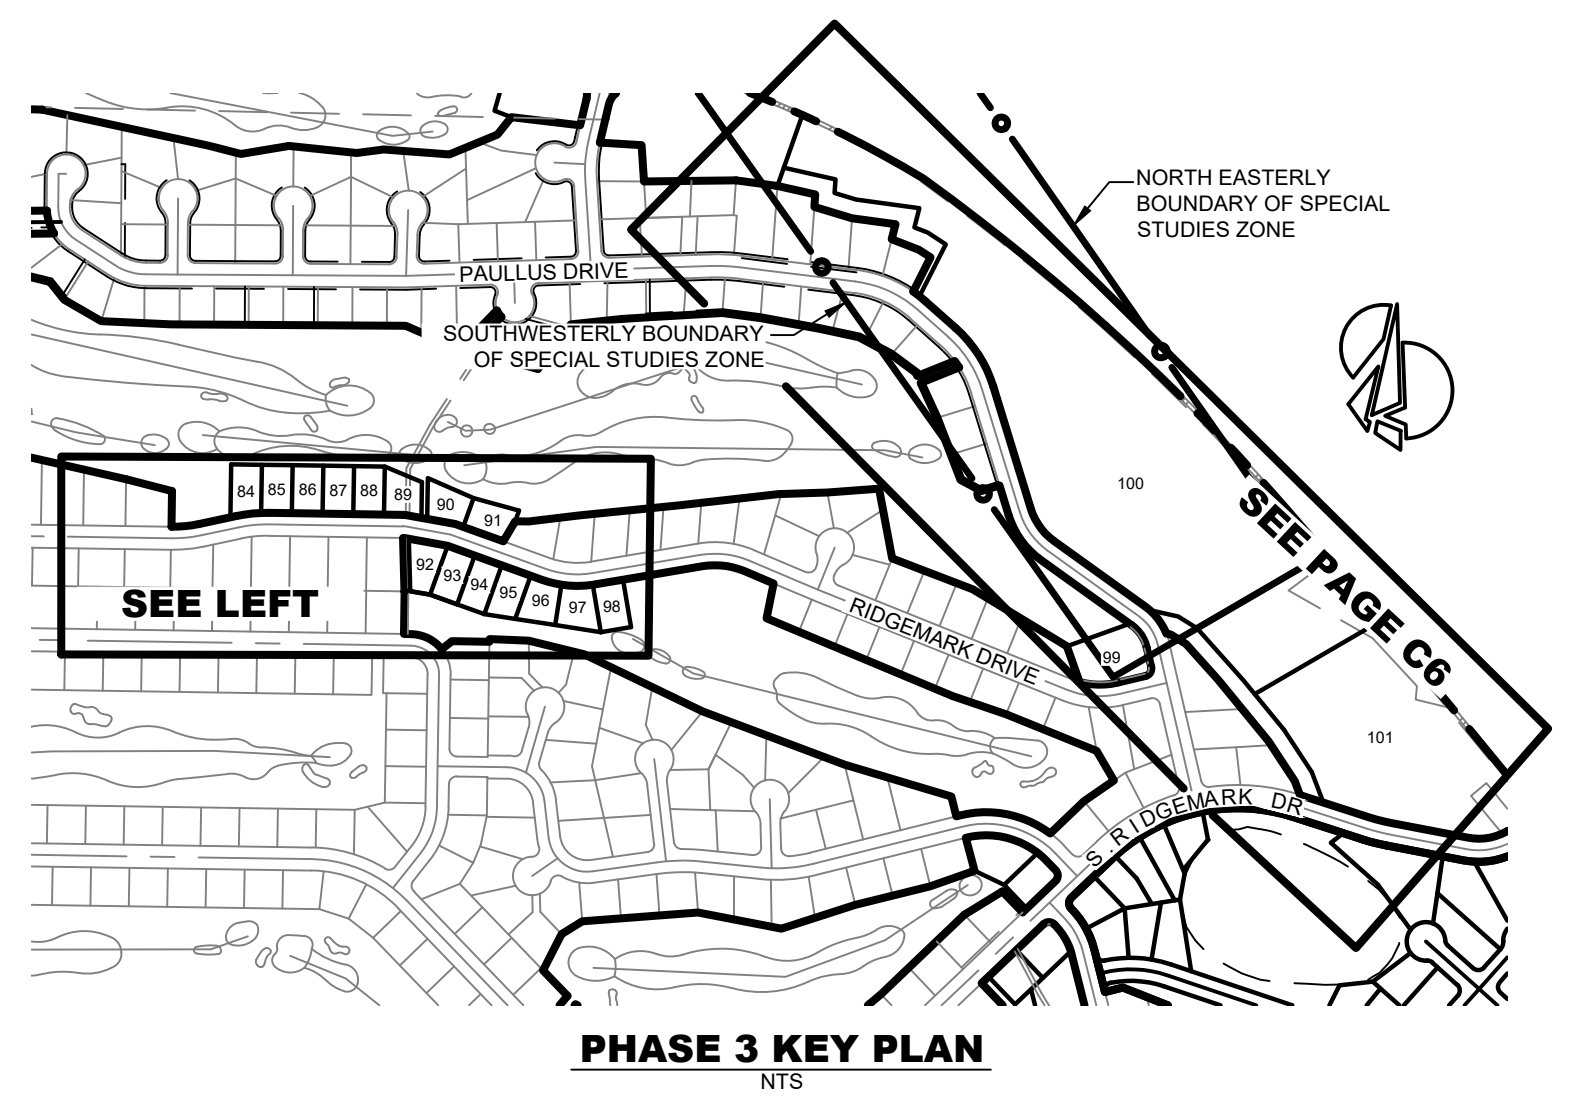 NORTH EASTERLY
BOUNDARY OF SPECIAL
STUDIES ZONE
PAULLUS DRIVE
SOUTHWESTERLY BOUNDARY
OF SPECIAL STUDIES ZONE
84
85
86
87
88
89
90
91
100
SEE PAGE C6
92
93
94
95
96
97
98
SEE LEFT
RIDGEMARK DRIVE
99
101
S. RIDGEMARK DR
PHASE 3 KEY PLAN
NTS